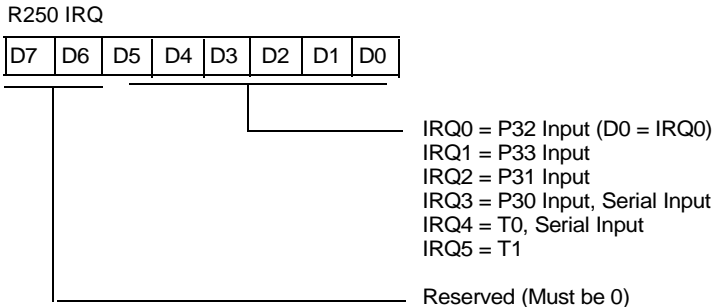 R250 IRQ
D7 D6 D5 D4 D3 D2 D1 D0
IRQ0 = P32 Input (D0 = IRQ0)
IRQ1 = P33 Input
IRQ2 = P31 Input
IRQ3 = P30 Input, Serial Input
IRQ4 = T0, Serial Input
IRQ5 = T1
Reserved (Must be 0)